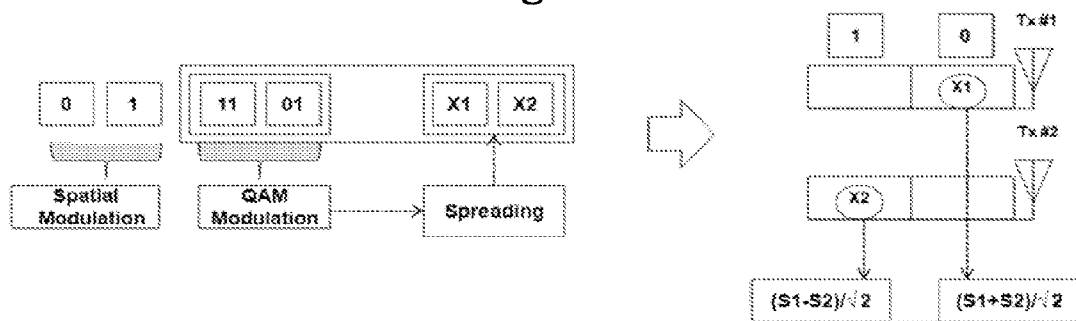 g
1 0 Tx #1
0 1 11 01 X1 X2
X1
Tx #2
Spatial Modulation
QAM Modulation
Spreading
X2
(S1-S2)/√2 (S1+S2)/√2